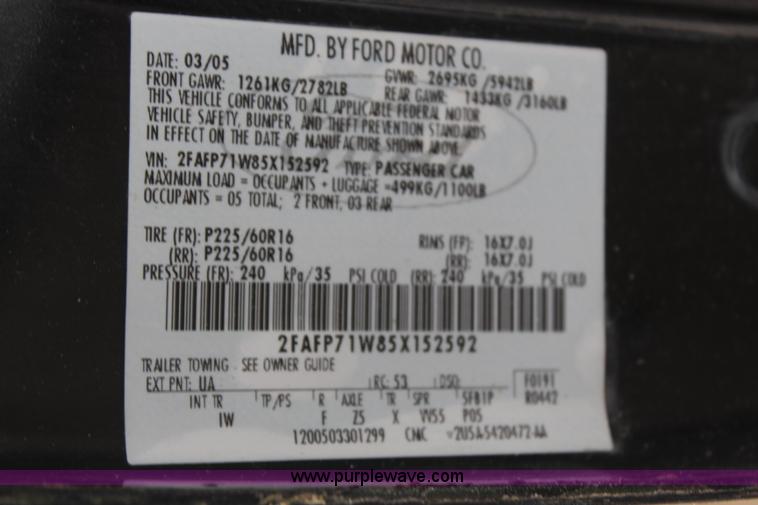 MFD. BY FORD MOTOR CO.
DATE: 03/05 GVWR: 2695KG /5942LB
FRONT GAWR: 1261KG/2782LB REAR GAWR: 1433KG /3160LB
THIS VEHICLE CONFORMS TO ALL APPLICABLE FEDERAL MOTOR
VEHICLE SAFETY, BUMPER, AND THEFT PREVENTION STANDARDS
IN EFFECT ON THE DATE OF MANUFACTURE SHOWN ABOVE.
VIN: 2FAFP71W85X152592 TYPE: PASSENGER CAR
MAXIMUM LOAD = OCCUPANTS + LUGGAGE =499KG/1100LB
OCCUPANTS = 05 TOTAL; 2 FRONT, 03 REAR
TIRE (FR): P225/60R16 RIMS (FP): 16X7.0J
(RR): P225/60R16 (RR): 16X7.0J
PRESSURE (FR): 240 kPa/35 PSI COLD (RR): 240 kPa/35 PSI COLD
2FAFP71W85X152592
TRAILER TOWING - SEE OWNER GUIDE
EXT PNT: UA RC: 53 DSO: F0191
INT TR TP/PS R AXLE TR SPR SFB1P R0442
IW F Z5 X VV55 P05
1200503301299 CMC 2U5A-5420472-AA
www.purplewave.com